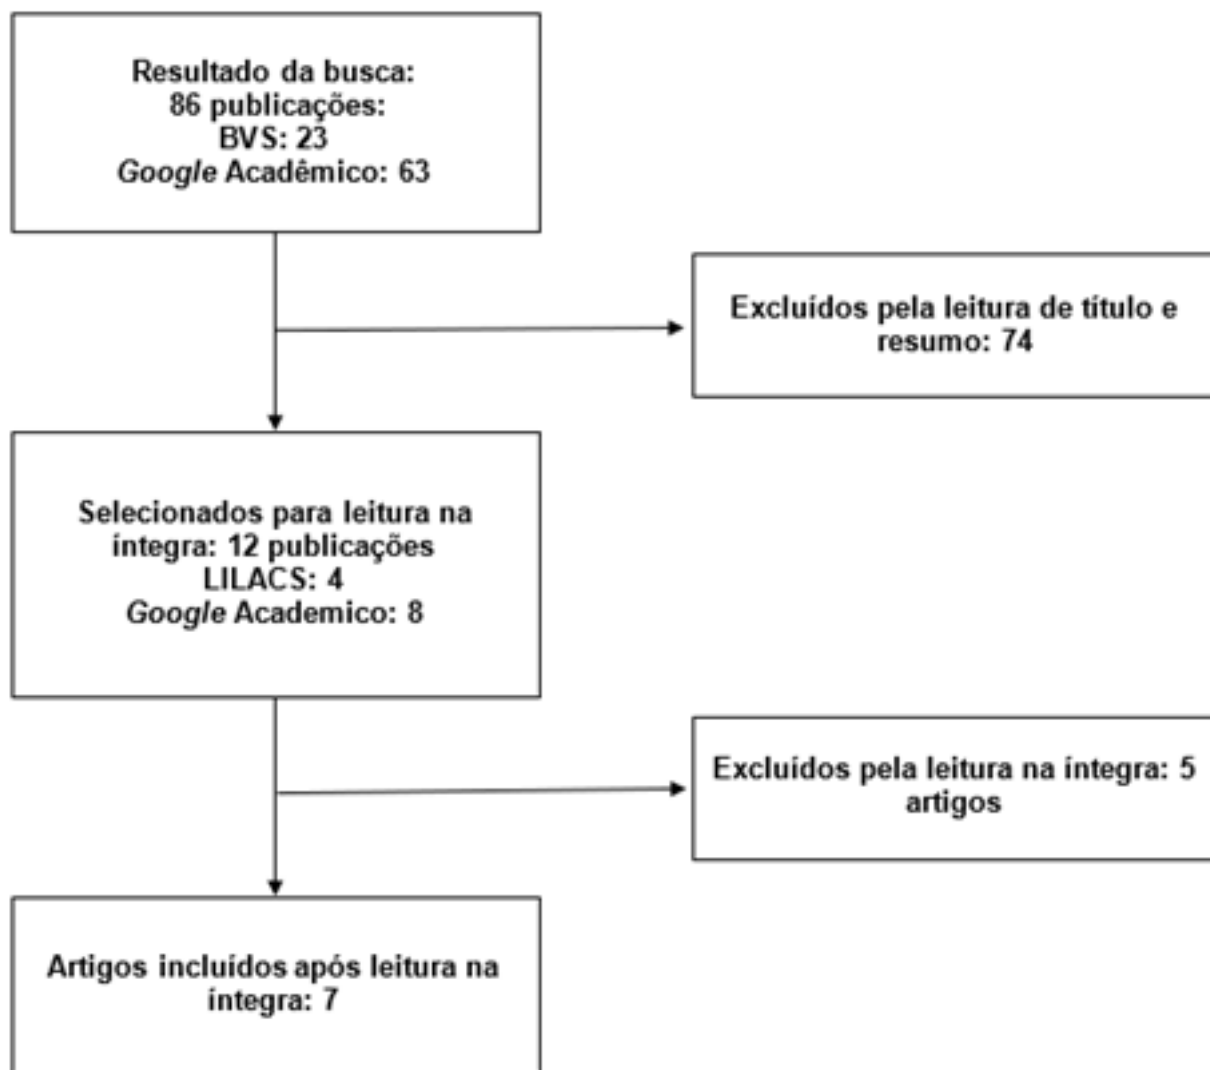 Resultado da busca:
86 publicações:
BVS: 23
Google Acadêmico: 63
Excluídos pela leitura de título e
resumo: 74
Selecionados para leitura na
íntegra: 12 publicações
LILACS: 4
Google Academico: 8
Excluídos pela leitura na íntegra: 5
artigos
Artigos incluídos após leitura na
íntegra: 7